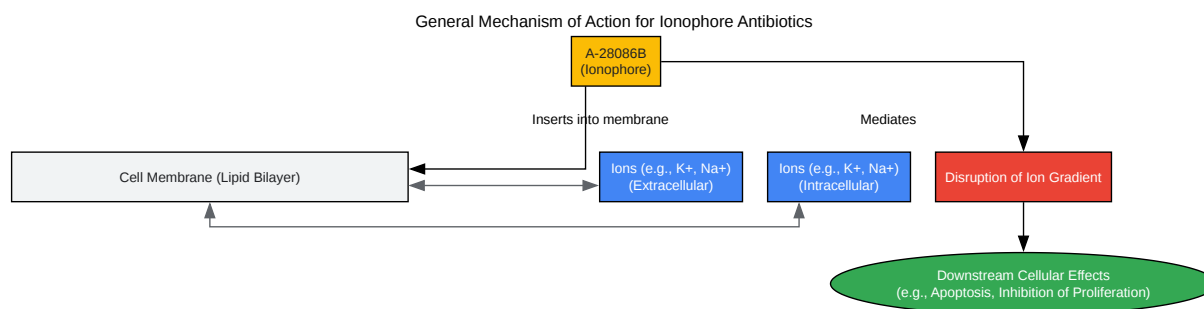 General Mechanism of Action for Ionophore Antibiotics
A-28086B
(Ionophore)
Inserts into membrane
Mediates
Cell Membrane (Lipid Bilayer)
Ions (e.g., K+, Na+)
(Extracellular)
Ions (e.g., K+, Na+)
(Intracellular)
Disruption of Ion Gradient
Downstream Cellular Effects
(e.g., Apoptosis, Inhibition of Proliferation)